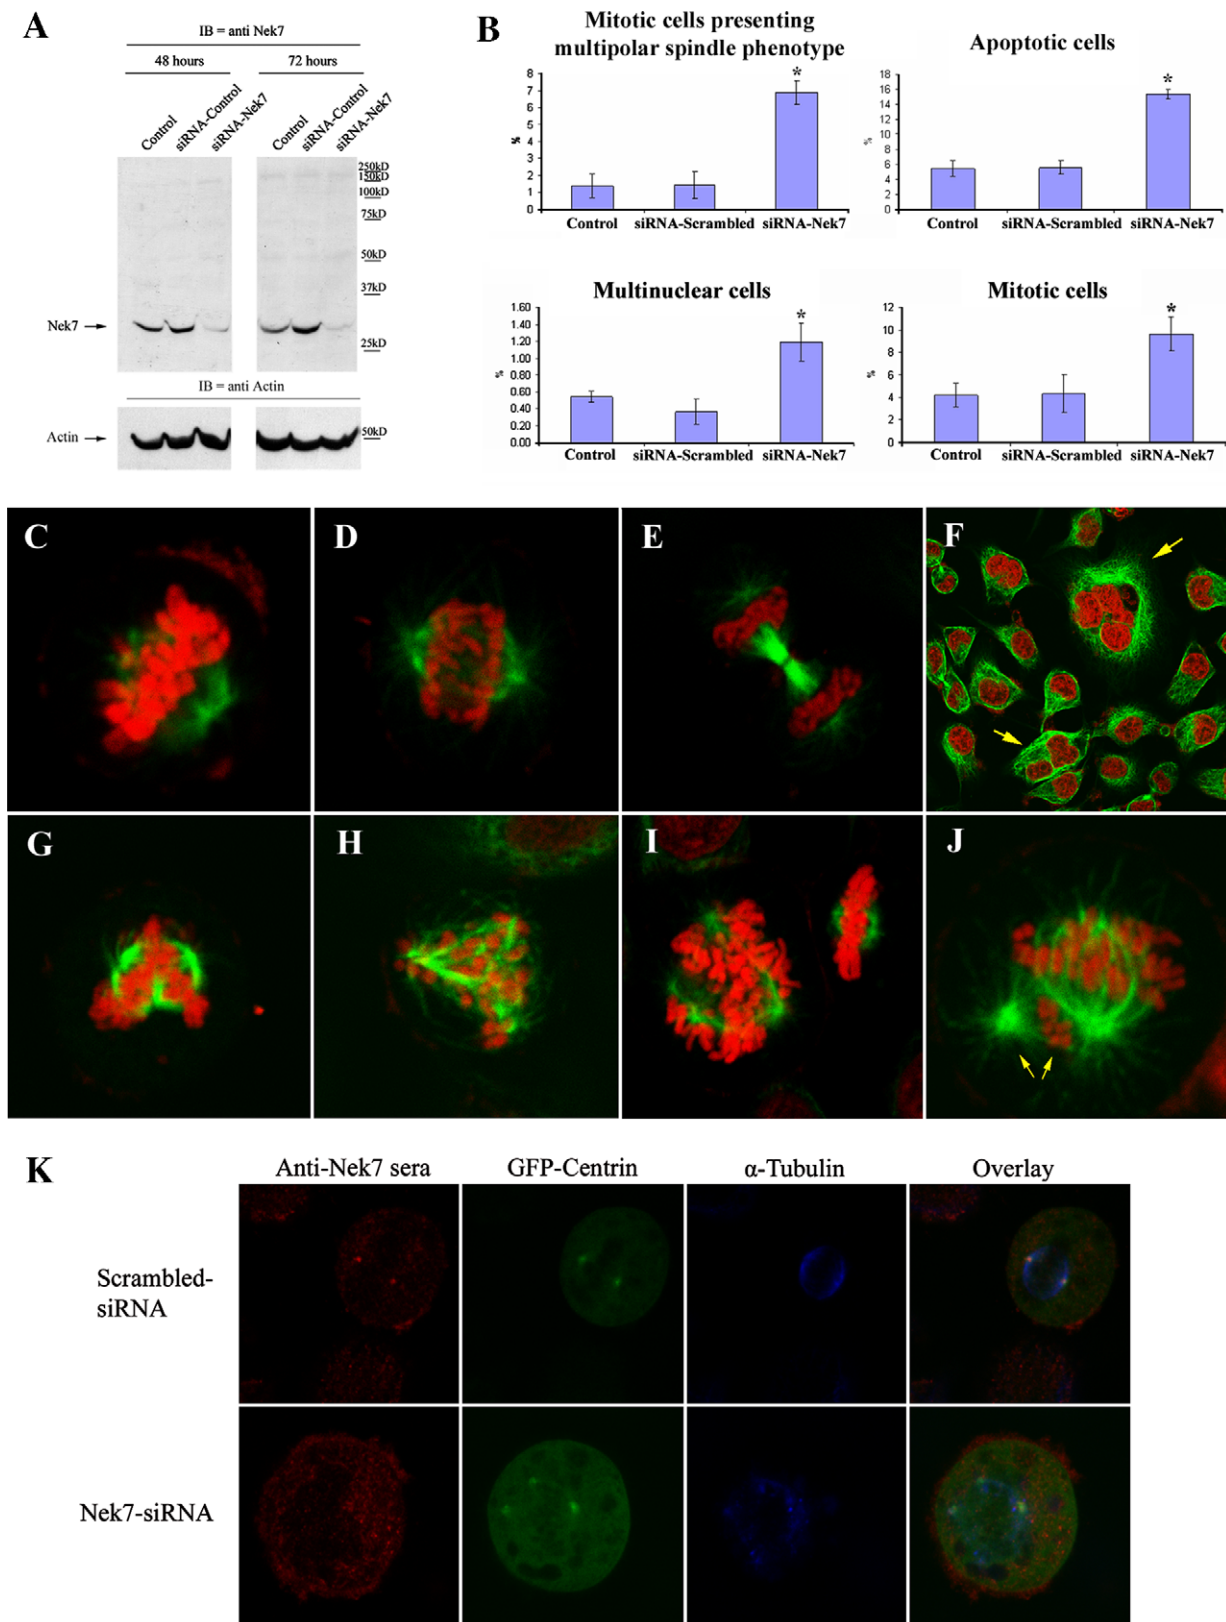 A
IB = anti Nek7
48 hours
72 hours
Control
siRNA-Control
siRNA-Nek7
Control
siRNA-Control
siRNA-Nek7
250kD
150kD
100kD
75kD
50kD
37kD
25kD
Nek7
IB = anti Actin
Actin
50kD
B
Mitotic cells presenting
multipolar spindle phenotype
8
7
6
5
4
3
2
1
0
%
*
Control siRNA-Scrambled siRNA-Nek7
Apoptotic cells
18
16
14
12
10
8
6
4
2
0
%
*
Control siRNA-Scrambled siRNA-Nek7
Multinuclear cells
1.60
1.40
1.20
1.00
0.80
0.60
0.40
0.20
0.00
%
*
Control siRNA-Scrambled siRNA-Nek7
Mitotic cells
12
10
8
6
4
2
0
%
*
Control siRNA-Scrambled siRNA-Nek7
C
D
E
F
G
H
I
J
K
Anti-Nek7 sera GFP-Centrin α-Tubulin Overlay
Scrambled-
siRNA
Nek7-siRNA